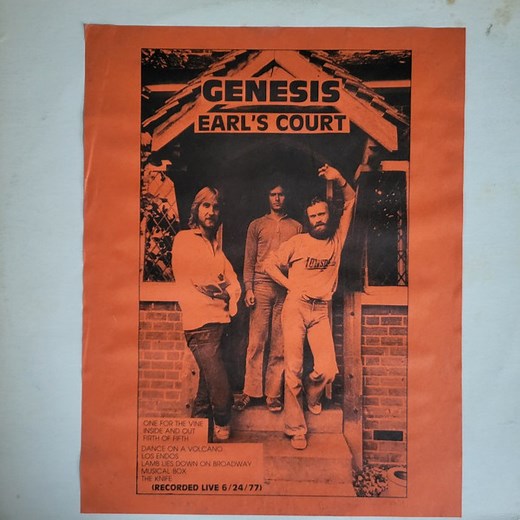 GENESIS
EARL'S COURT
ONE FOR THE VINE
INSIDE AND OUT
FIRTH OF FIFTH
DANCE ON A VOLCANO
LOS ENDOS
LAMB LIES DOWN ON BROADWAY
MUSICAL BOX
THE KNIFE
(RECORDED LIVE 6/24/77)